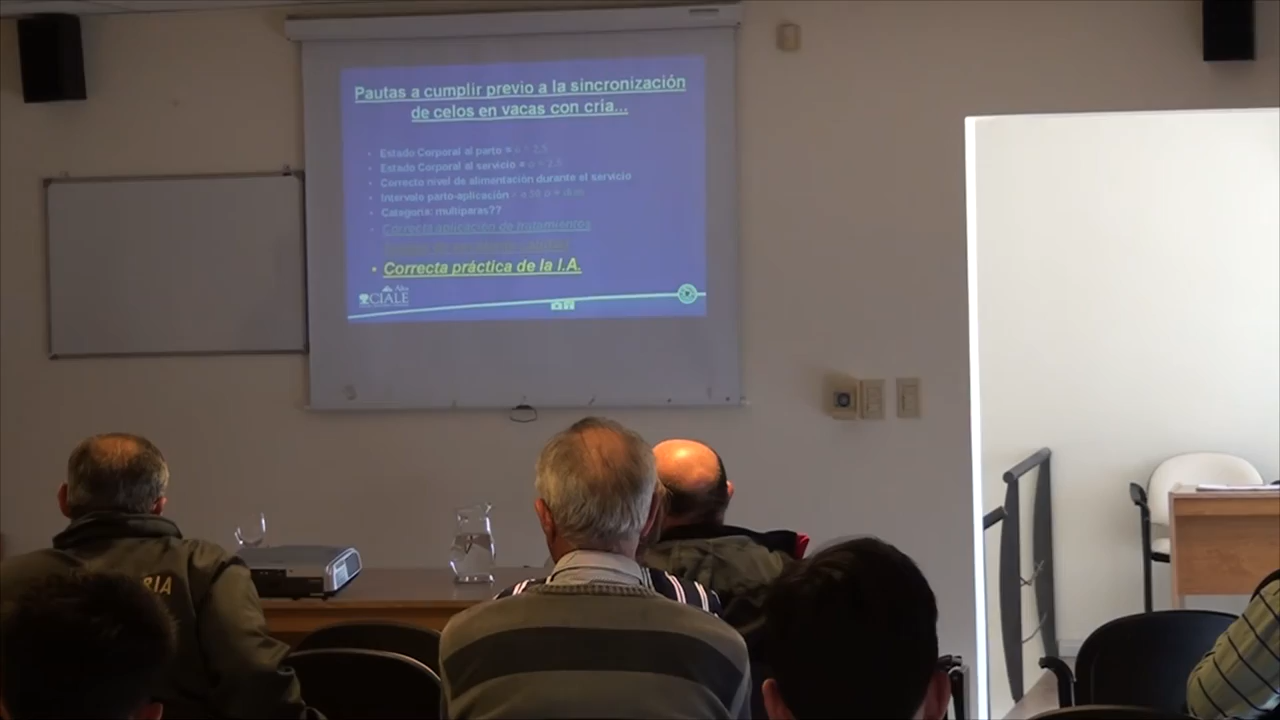 Pautas a cumplir previo a la sincronización
de celos en vacas con cría...
• Estado Corporal al parto =
• Estado Corporal al servicio =
• Correcto nivel de alimentación durante el servicio
• Intervalo parto-aplicación
• Categoría: multíparas??
• Correcta aplicación de tratamientos
• Correcta práctica de la I.A.
CIALE
RIA